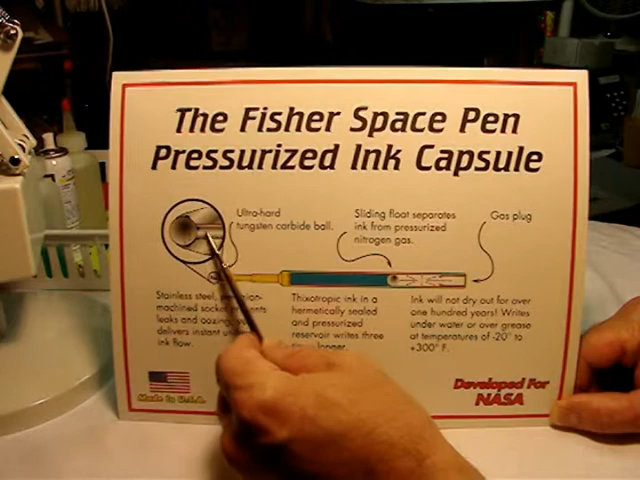 The Fisher Space Pen
Pressurized Ink Capsule
Ultra-hard
tungsten carbide ball.
Sliding float separates
ink from pressurized
nitrogen gas.
Gas plug
Stainless steel,
machined socket
leaks and oozing,
delivers instant
ink flow.
Thixotropic ink in a
hermetically sealed
and pressurized
reservoir writes three
longer.
Ink will not dry out for over
one hundred years! Writes
under water or over grease
at temperatures of -20° to
+300° F.
Made in U.S.A.
Developed For
NASA